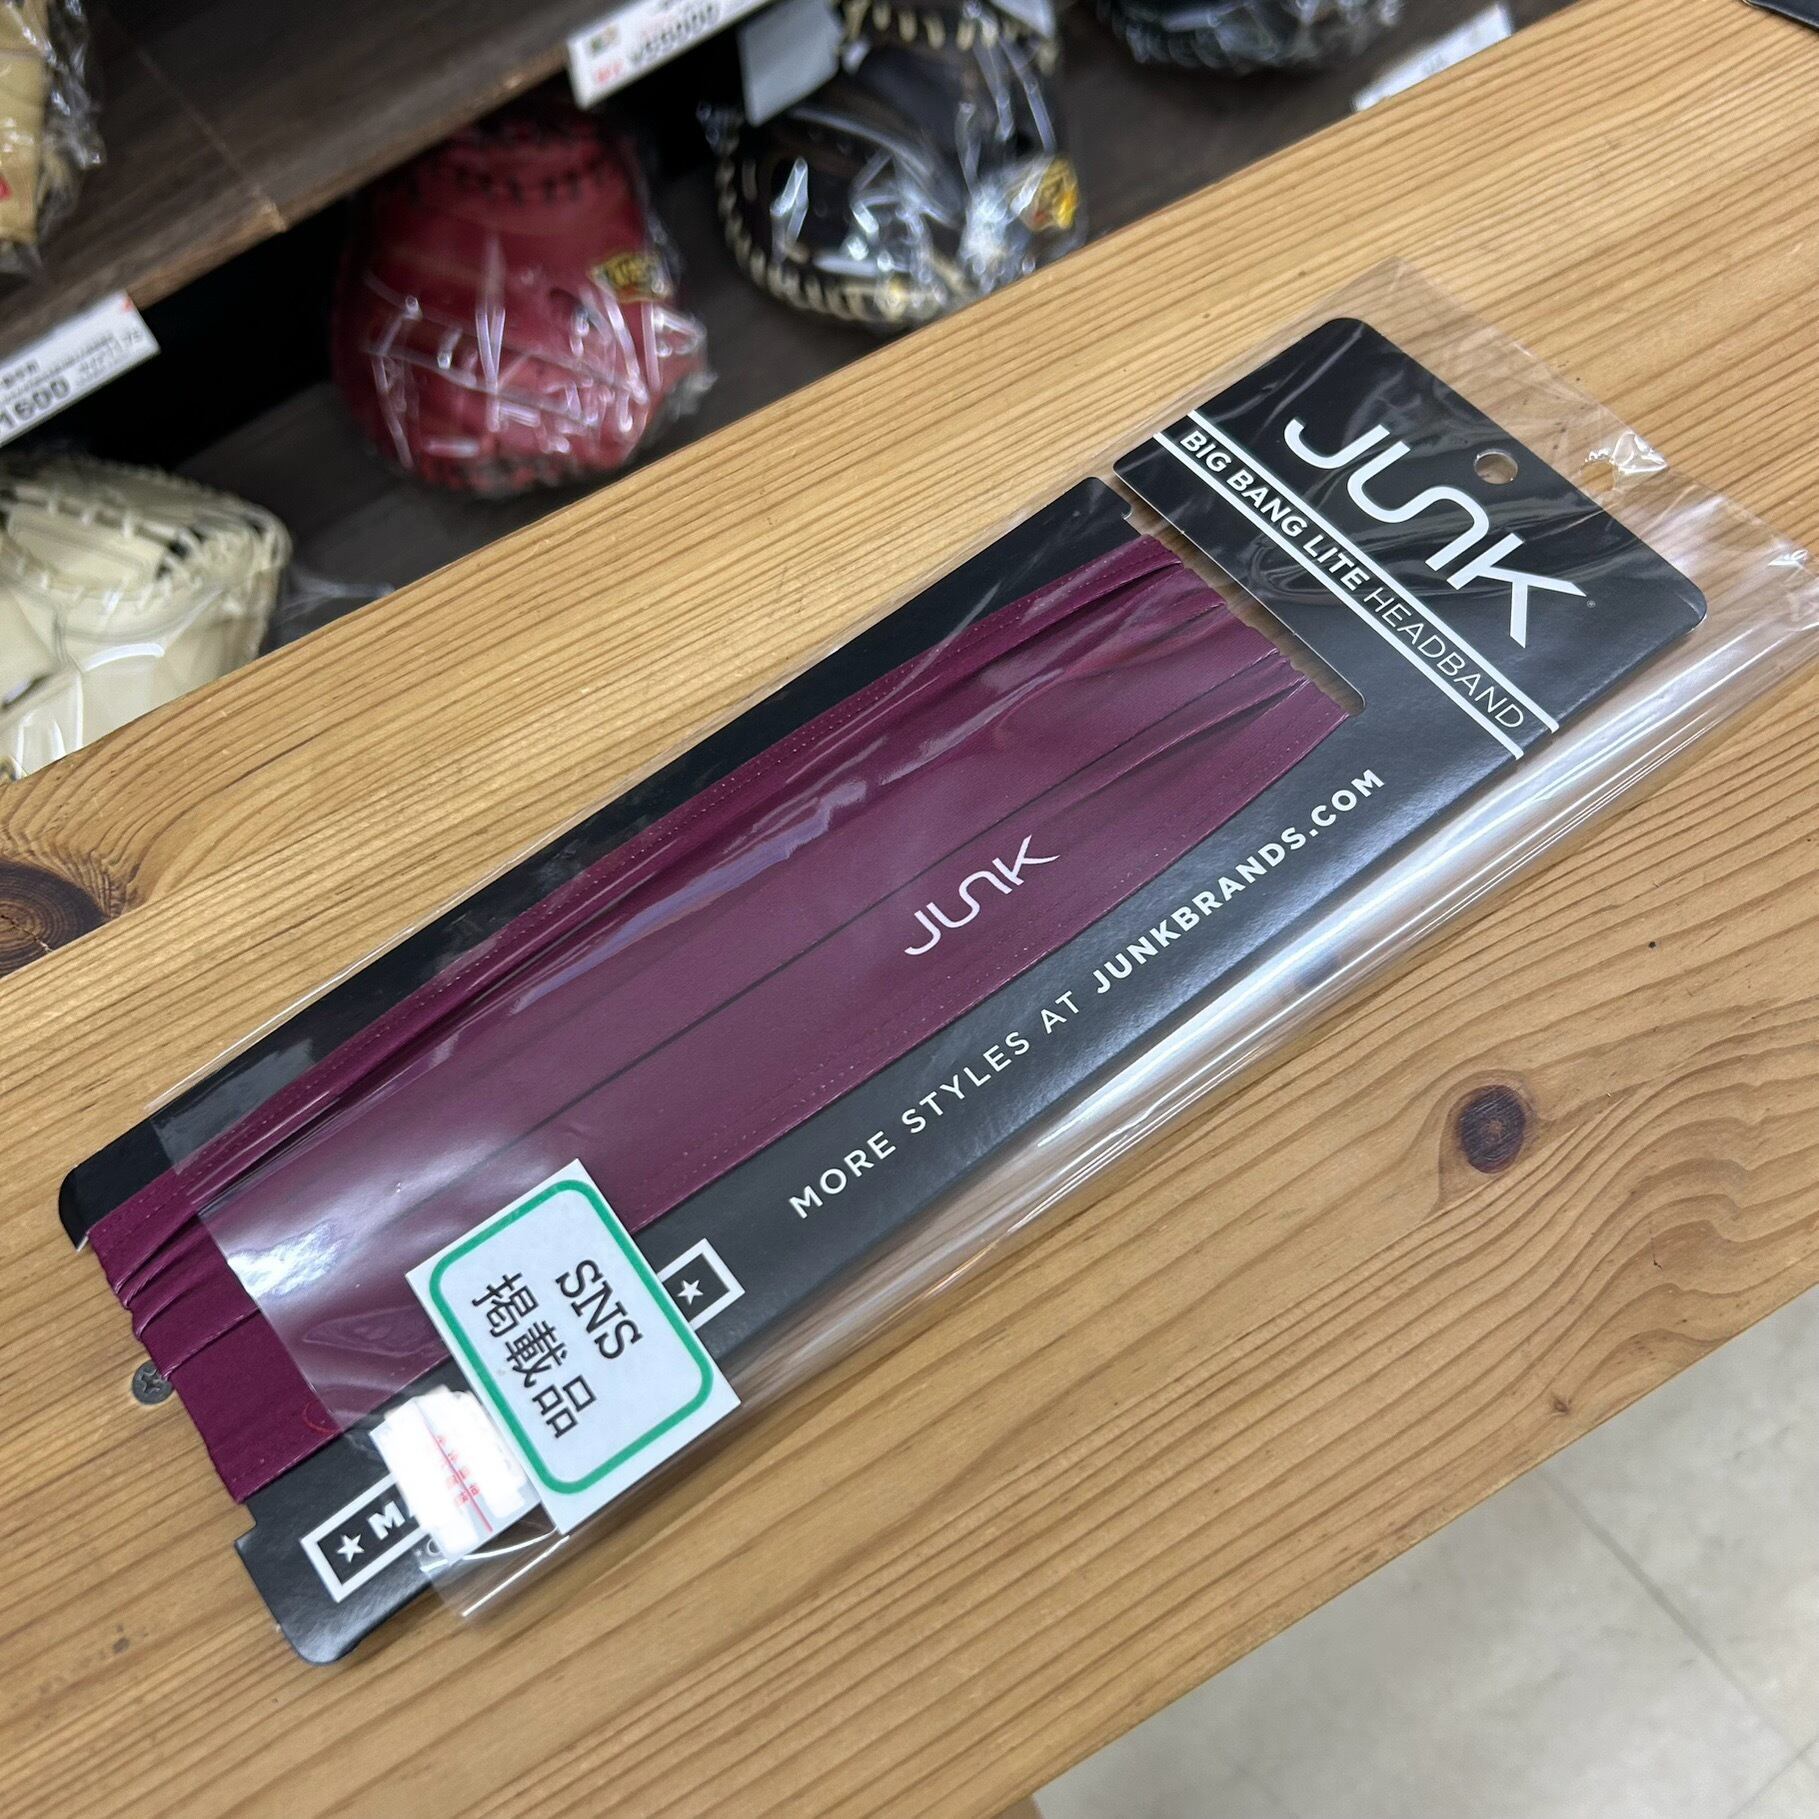 JUNK
BIG BANG LITE HEADBAND
JUNK
MORE STYLES AT JUNKBRANDS.COM
SNS
掲載品